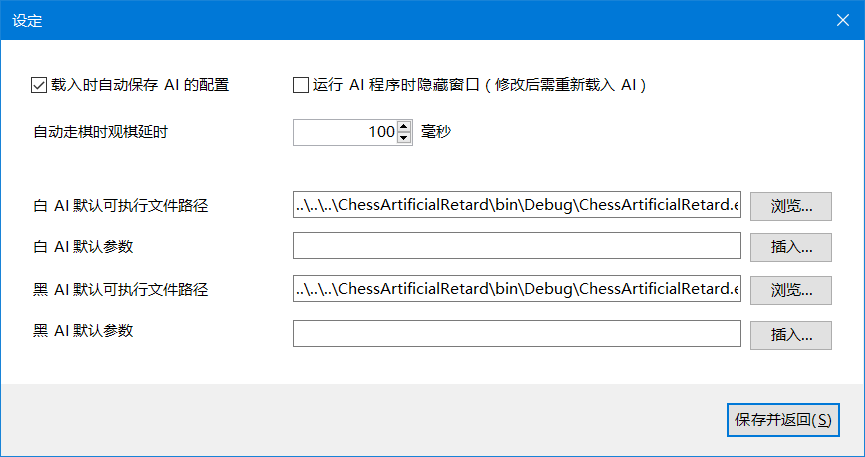 设定
载入时自动保存 AI 的配置 运行 AI 程序时隐藏窗口 ( 修改后需重新载入 AI )
自动走棋时观棋延时 100 毫秒
白 AI 默认可执行文件路径 ..\..\..\ChessArtificialRetard\bin\Debug\ChessArtificialRetard.e 浏览...
白 AI 默认参数 插入...
黑 AI 默认可执行文件路径 ..\..\..\ChessArtificialRetard\bin\Debug\ChessArtificialRetard.e 浏览...
黑 AI 默认参数 插入...
保存并返回(S)